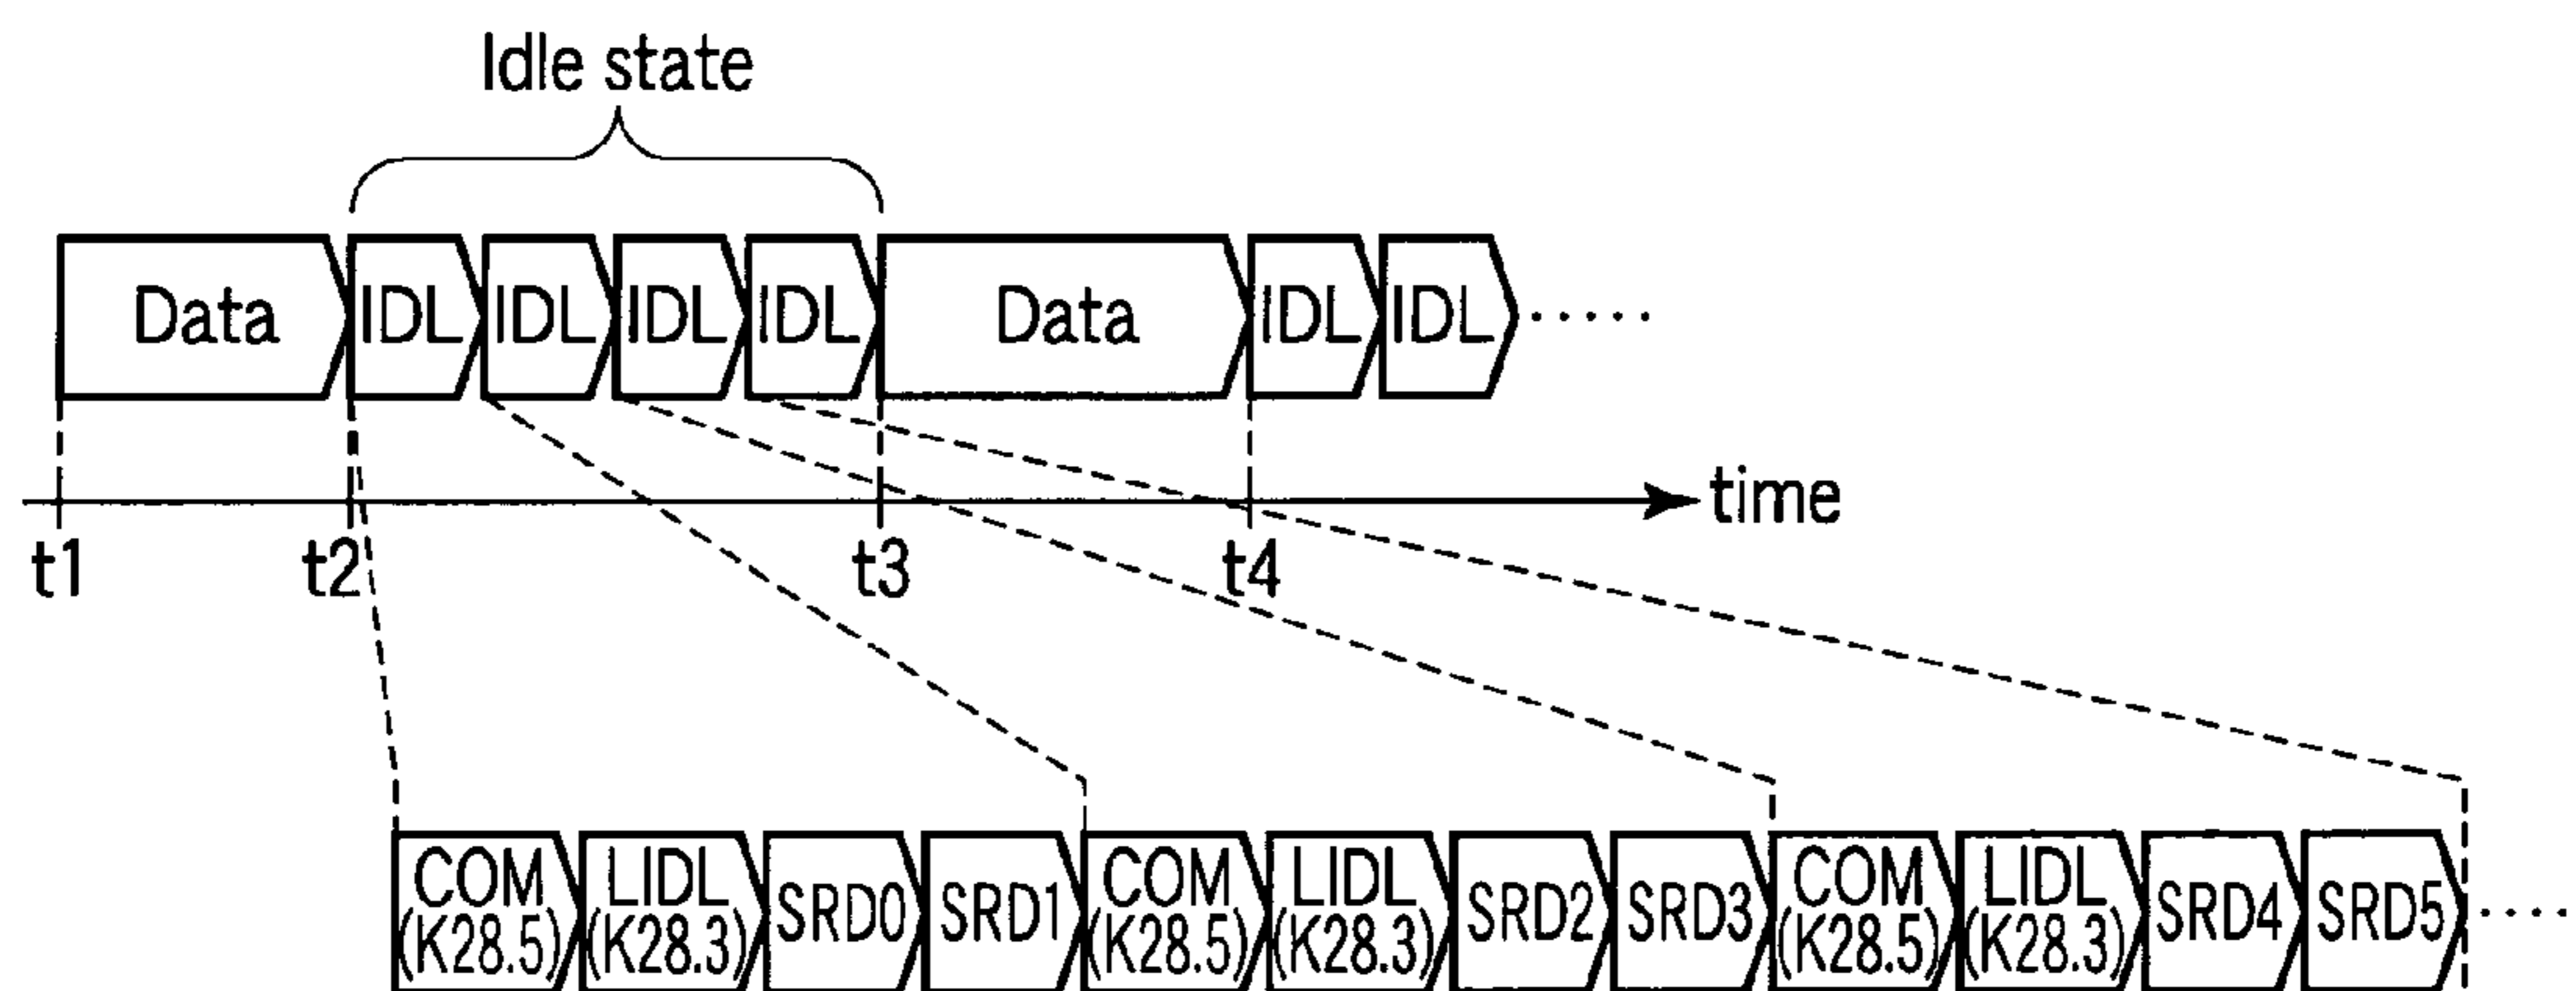 Idle state
Data IDL IDL IDL IDL Data IDL IDL .....
time
t1 t2 t3 t4
COM LIDL SRD0 SRD1 COM LIDL SRD2 SRD3 COM LIDL SRD4 SRD5 ....
(K28.5) (K28.3) (K28.5) (K28.3) (K28.5) (K28.3)